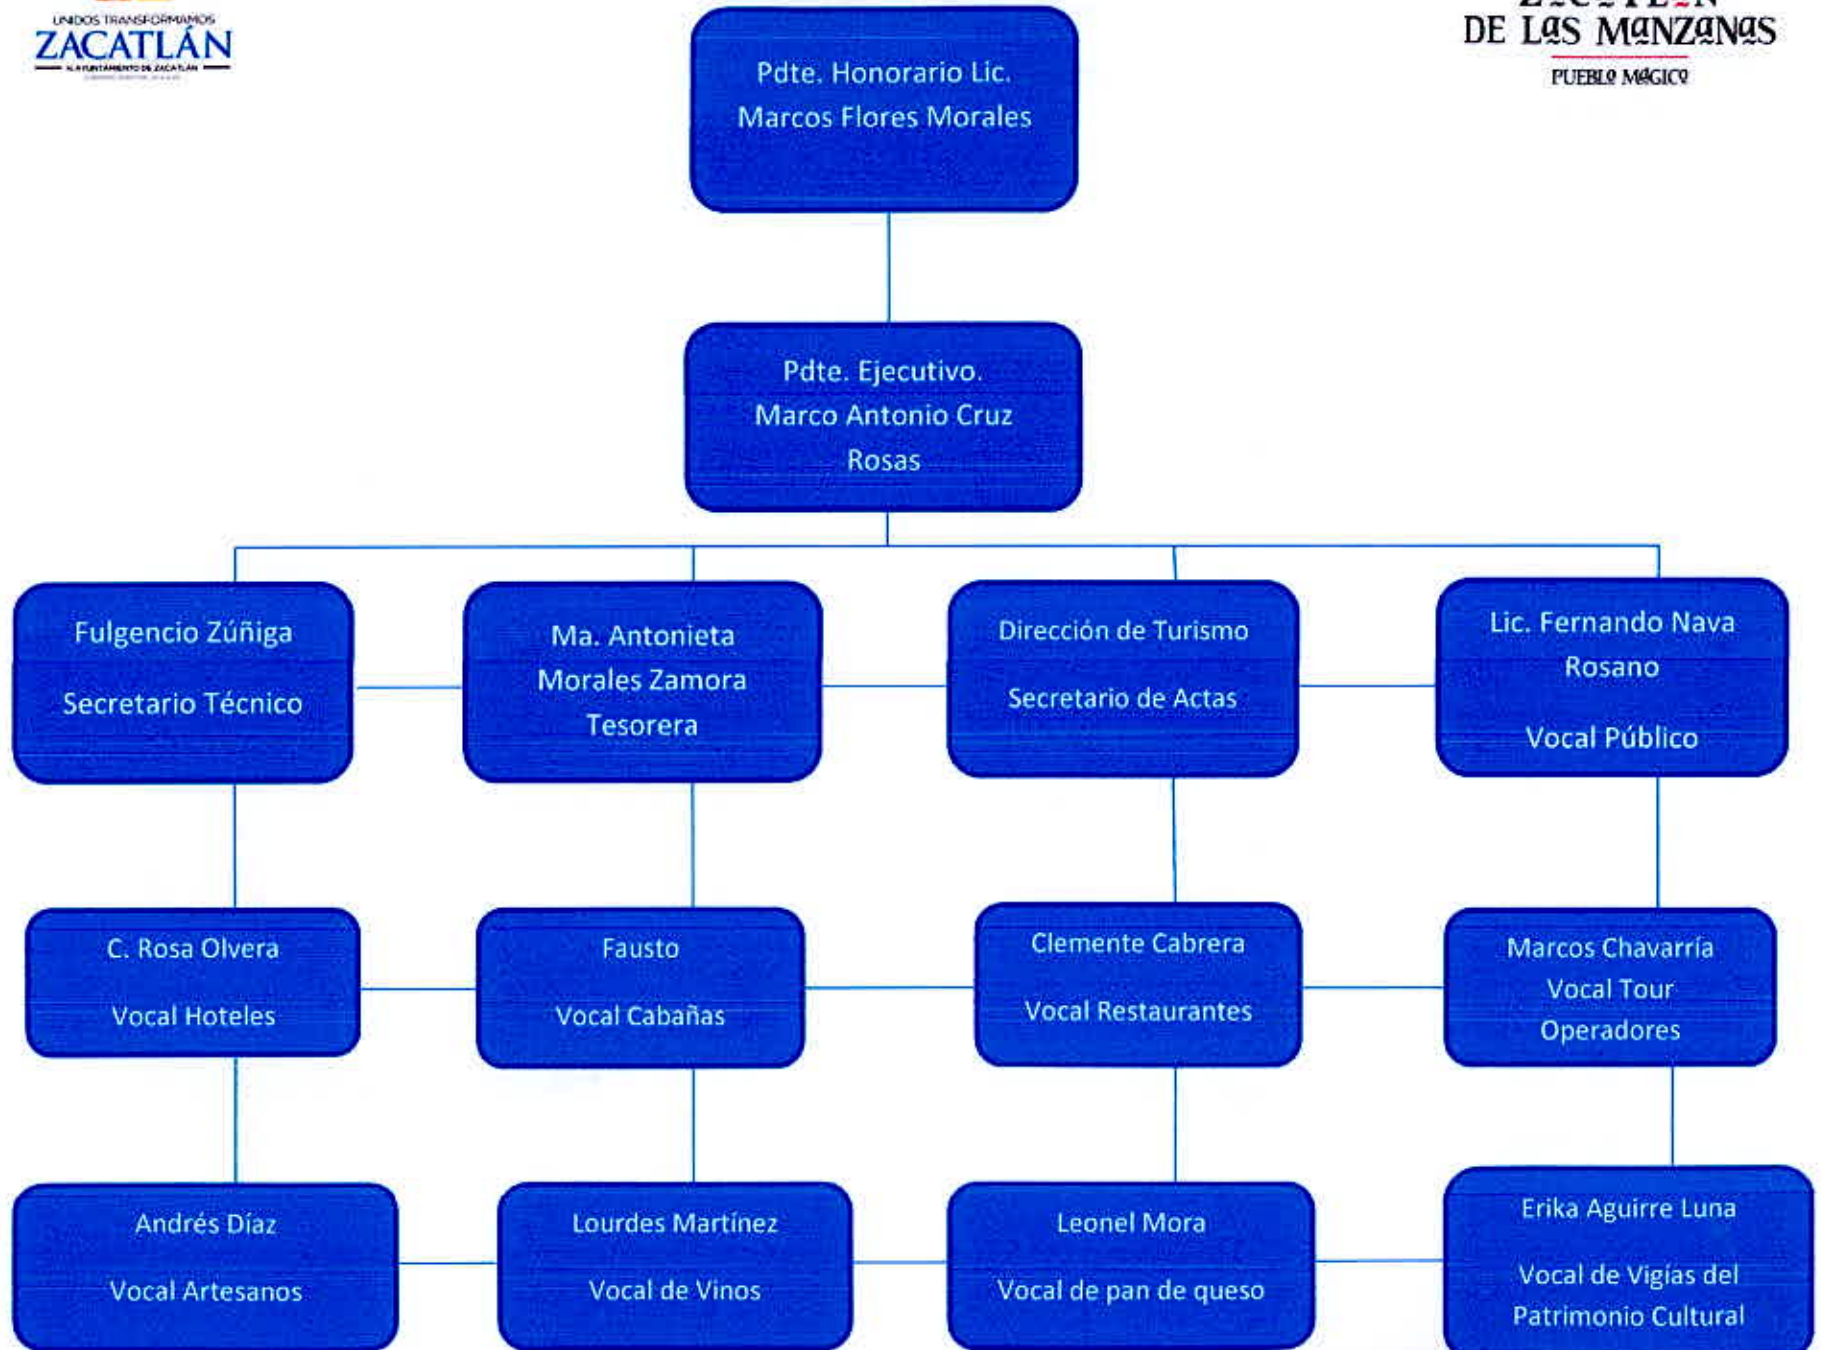 UNIDOS TRANSFORMAMOS
ZACATLÁN
H. AYUNTAMIENTO DE ZACATLÁN
ZACATLÁN
DE LAS MANZANAS
PUEBLO MÁGICO
Pdte. Honorario Lic.
Marcos Flores Morales
Pdte. Ejecutivo.
Marco Antonio Cruz
Rosas
Fulgencio Zúñiga
Secretario Técnico
Ma. Antonieta
Morales Zamora
Tesorera
Dirección de Turismo
Secretario de Actas
Lic. Fernando Nava
Rosano
Vocal Público
C. Rosa Olvera
Vocal Hoteles
Fausto
Vocal Cabañas
Clemente Cabrera
Vocal Restaurantes
Marcos Chavarría
Vocal Tour
Operadores
Andrés Díaz
Vocal Artesanos
Lourdes Martínez
Vocal de Vinos
Leonel Mora
Vocal de pan de queso
Erika Aguirre Luna
Vocal de Vigías del
Patrimonio Cultural